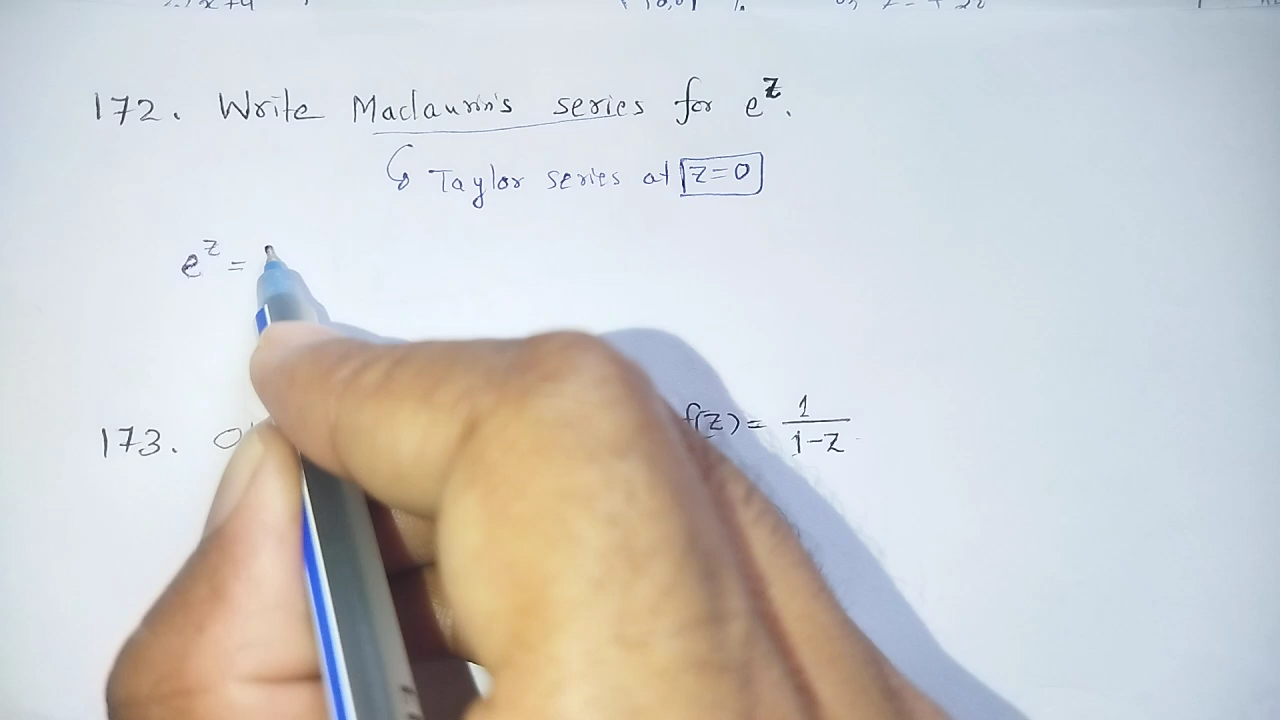 172. Write Maclaurin's series for e^z.
↳ Taylor series at z=0
e^z =
173. f(z) = 1/(1-z)